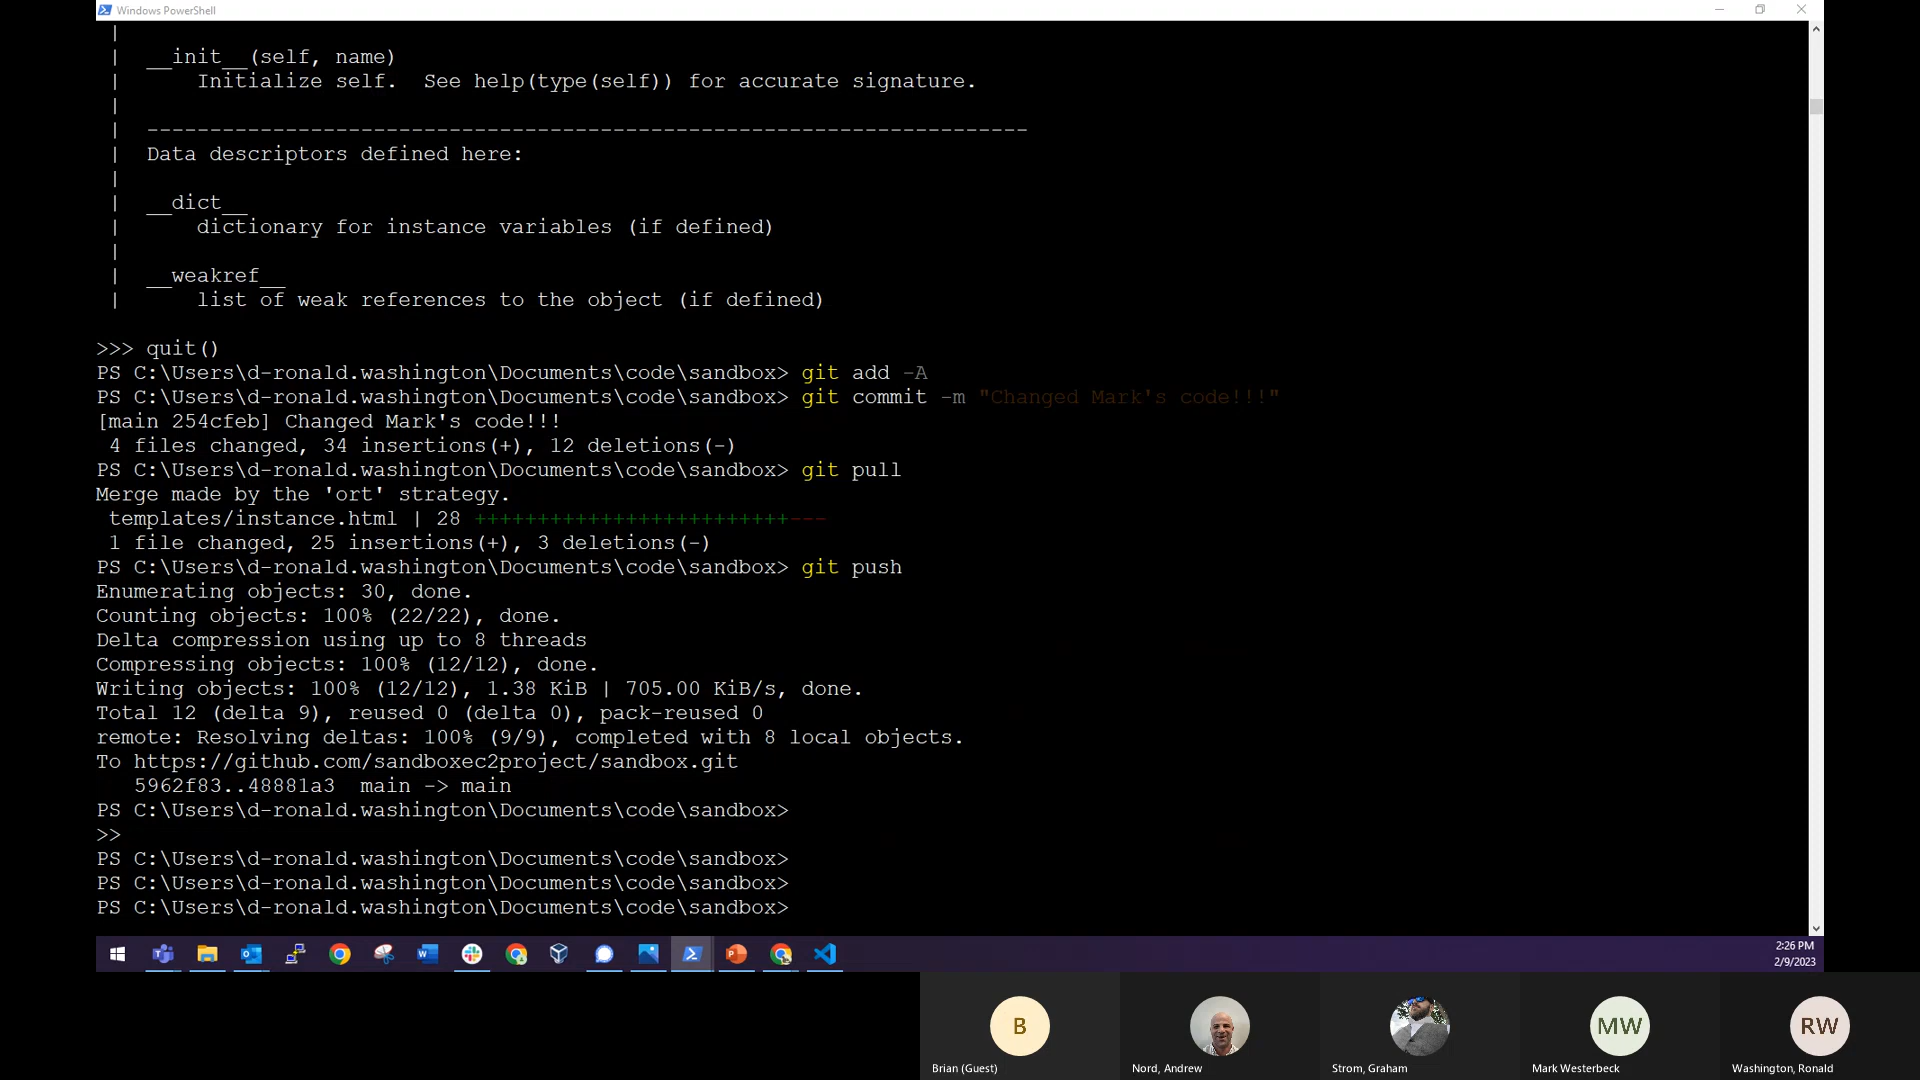 Windows PowerShell
|
|  __init__(self, name)
|      Initialize self.  See help(type(self)) for accurate signature.
|
|  ----------------------------------------------------------------------
|  Data descriptors defined here:
|
|  __dict__
|      dictionary for instance variables (if defined)
|
|  __weakref__
|      list of weak references to the object (if defined)
>>> quit()
PS C:\Users\d-ronald.washington\Documents\code\sandbox> git add -A
PS C:\Users\d-ronald.washington\Documents\code\sandbox> git commit -m "Changed Mark's code!!!"
[main 254cfeb] Changed Mark's code!!!
 4 files changed, 34 insertions(+), 12 deletions(-)
PS C:\Users\d-ronald.washington\Documents\code\sandbox> git pull
Merge made by the 'ort' strategy.
 templates/instance.html | 28 +++++++++++++++++++++++++---
 1 file changed, 25 insertions(+), 3 deletions(-)
PS C:\Users\d-ronald.washington\Documents\code\sandbox> git push
Enumerating objects: 30, done.
Counting objects: 100% (22/22), done.
Delta compression using up to 8 threads
Compressing objects: 100% (12/12), done.
Writing objects: 100% (12/12), 1.38 KiB | 705.00 KiB/s, done.
Total 12 (delta 9), reused 0 (delta 0), pack-reused 0
remote: Resolving deltas: 100% (9/9), completed with 8 local objects.
To https://github.com/sandboxec2project/sandbox.git
   5962f83..48881a3  main -> main
PS C:\Users\d-ronald.washington\Documents\code\sandbox>
>>
PS C:\Users\d-ronald.washington\Documents\code\sandbox>
PS C:\Users\d-ronald.washington\Documents\code\sandbox>
PS C:\Users\d-ronald.washington\Documents\code\sandbox>
2:26 PM
2/9/2023
B
MW
RW
Brian (Guest)
Nord, Andrew
Strom, Graham
Mark Westerbeck
Washington, Ronald